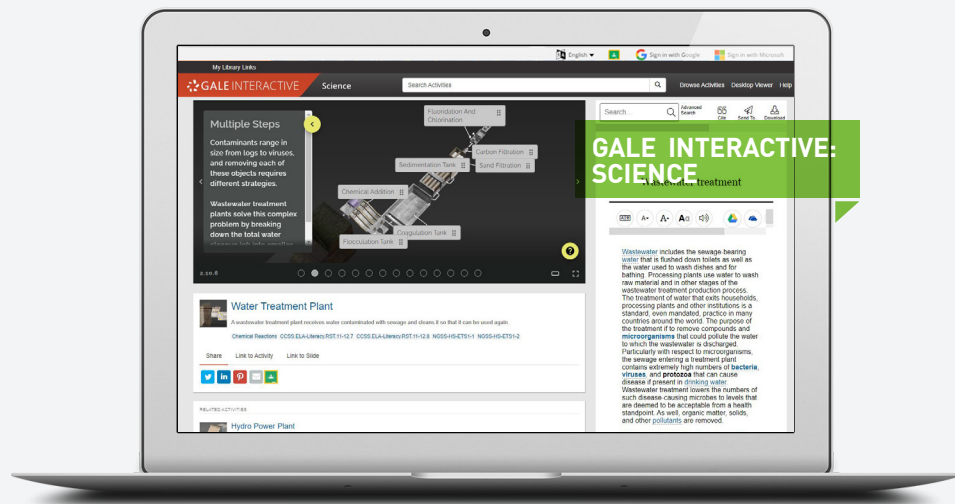 English
Sign in with Google
Sign in with Microsoft
My Library Links
GALE INTERACTIVE
Science
Search Activities
Browse Activities
Desktop Viewer
Help
Multiple Steps
Contaminants range in
size from logs to viruses,
and removing each of
these objects requires
different strategies.
Wastewater treatment
plants solve this complex
problem by breaking
down the total water
Fluoridation And
Chlorination
Carbon Filtration
Sedimentation Tank
Sand Filtration
Chemical Addition
Coagulation Tank
Flocculation Tank
2.10.6
Water Treatment Plant
A wastewater treatment plant receives water contaminated with sewage and cleans it so that it can be used again.
Chemical Reactions CCSS.ELA-Literacy.RST.11-12.7 CCSS.ELA-Literacy.RST.11-12.8 NGSS-HS-ETS1-1 NGSS-HS-ETS1-2
Share
Link to Activity
Link to Slide
RELATED ACTIVITIES
Hydro Power Plant
Search...
Advanced
Search
Cite
Send To
Download
GALE INTERACTIVE:
SCIENCE
Wastewater treatment
A-
A+
Aa
Wastewater includes the sewage-bearing
water that is flushed down toilets as well as
the water used to wash dishes and for
bathing. Processing plants use water to wash
raw material and in other stages of the
wastewater treatment production process.
The treatment of water that exits households,
processing plants and other institutions is a
standard, even mandated, practice in many
countries around the world. The purpose of
the treatment if to remove compounds and
microorganisms that could pollute the water
to which the wastewater is discharged.
Particularly with respect to microorganisms,
the sewage entering a treatment plant
contains extremely high numbers of bacteria,
viruses, and protozoa that can cause
disease if present in drinking water.
Wastewater treatment lowers the numbers of
such disease-causing microbes to levels that
are deemed to be acceptable from a health
standpoint. As well, organic matter, solids,
and other pollutants are removed.